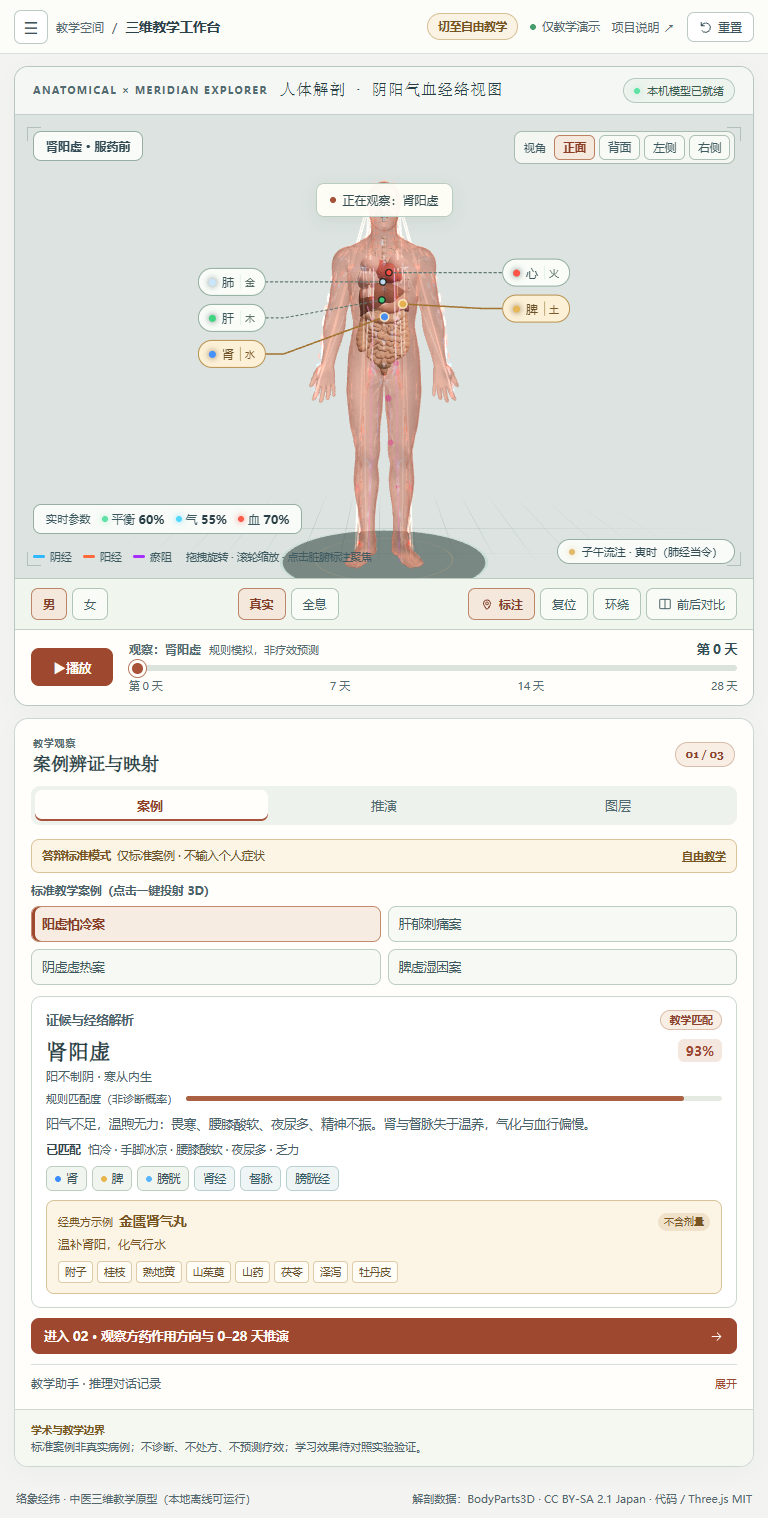 ☰ 教学空间 / 三维教学工作台 切至自由教学 仅教学演示 项目说明 ↗ 重置
ANATOMICAL × MERIDIAN EXPLORER 人体解剖 · 阴阳气血经络视图 本机模型已就绪
肾阳虚 • 服药前 视角 正面 背面 左侧 右侧
正在观察：肾阳虚
肺 | 金 心 | 火
肝 | 木 脾 | 土
肾 | 水
实时参数 平衡 60% 气 55% 血 70%
阴经 阳经 瘀阻 拖拽旋转 · 滚轮缩放 · 点击脏腑标注聚焦 子午流注 · 寅时（肺经当令）
男 女 真实 全息 标注 复位 环绕 前后对比
▶播放 观察：肾阳虚 规则模拟，非疗效预测 第 0 天
第 0 天 7 天 14 天 28 天
教学观察
案例辨证与映射 01 / 03
案例 推演 图层
答辩标准模式 仅标准案例 · 不输入个人症状 自由教学
标准教学案例（点击一键投射 3D）
阳虚怕冷案 肝郁刺痛案
阴虚虚热案 脾虚湿困案
证候与经络解析 教学匹配
肾阳虚 93%
阳不制阴 · 寒从内生
规则匹配度（非诊断概率）
阳气不足，温煦无力：畏寒、腰膝酸软、夜尿多、精神不振。肾与督脉失于温养，气化与血行偏慢。
已匹配 怕冷 · 手脚冰凉 · 腰膝酸软 · 夜尿多 · 乏力
肾 脾 膀胱 肾经 督脉 膀胱经
经典方示例 金匮肾气丸 不含剂量
温补肾阳，化气行水
附子 桂枝 熟地黄 山茱萸 山药 茯苓 泽泻 牡丹皮
进入 02 • 观察方药作用方向与 0–28 天推演 →
教学助手 · 推理对话记录 展开
学术与教学边界
标准案例非真实病例；不诊断、不处方、不预测疗效；学习效果待对照实验验证。
络象经纬 · 中医三维教学原型（本地离线可运行） 解剖数据：BodyParts3D · CC BY-SA 2.1 Japan · 代码 / Three.js MIT